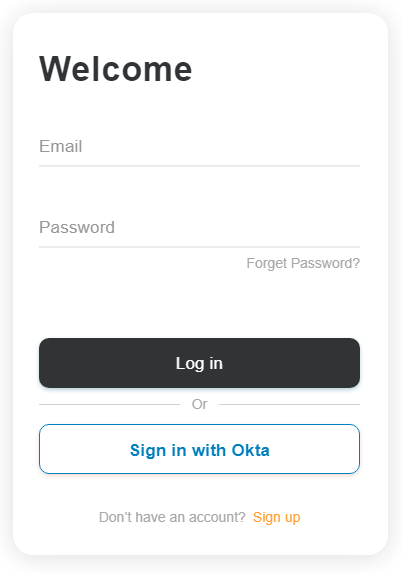 Welcome
Email
Password
Forget Password?
Log in
Or
Sign in with Okta
Don't have an account? Sign up